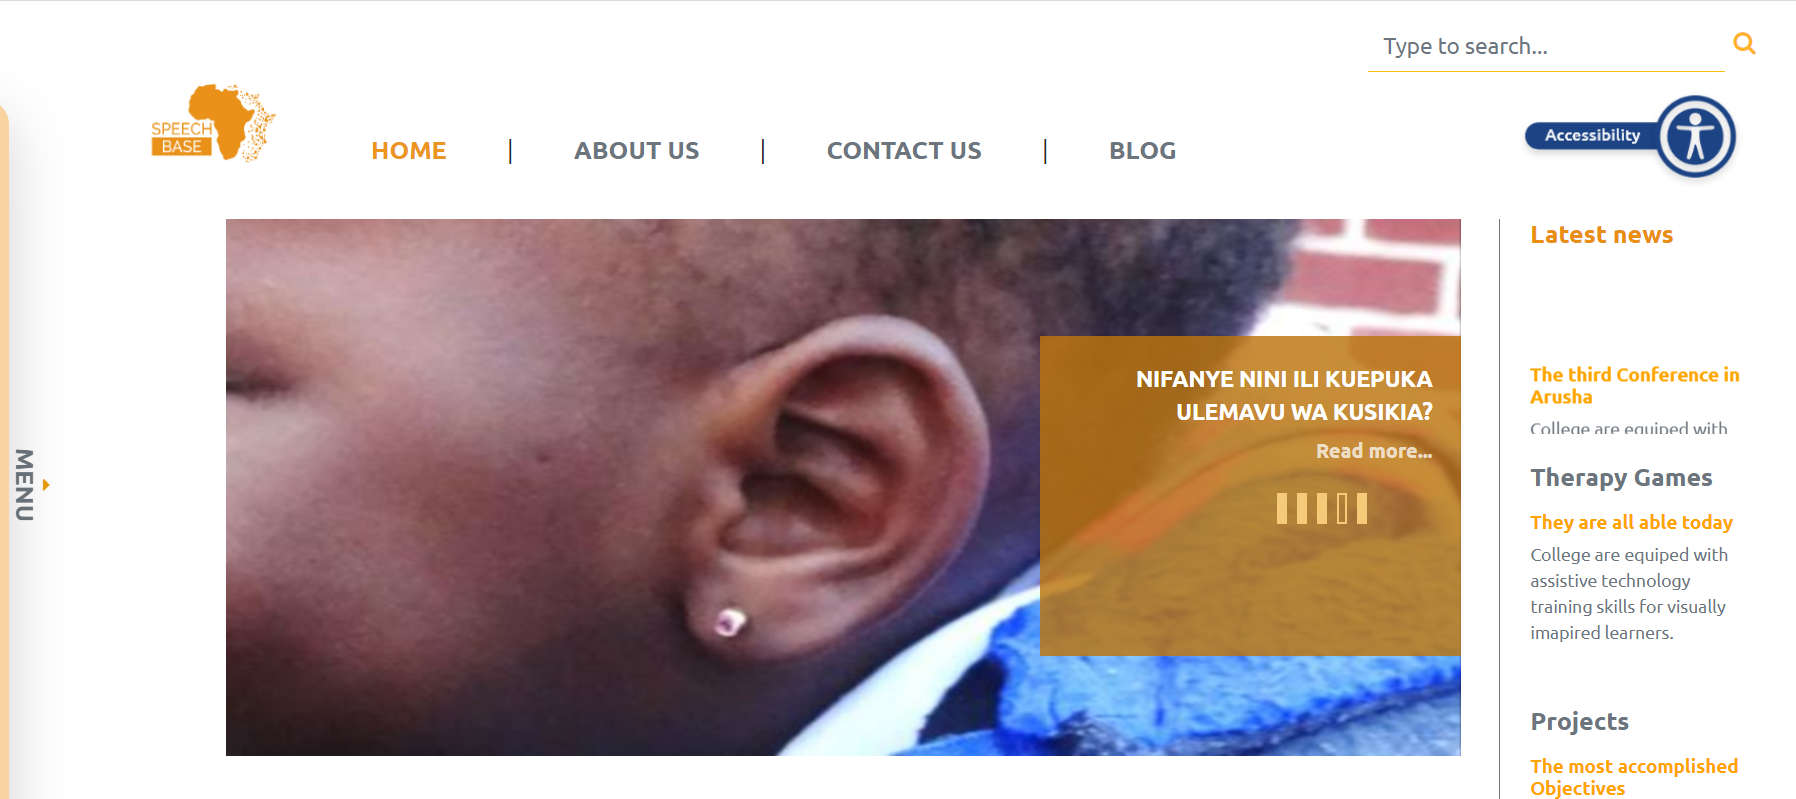 Type to search...
SPEECH
BASE
HOME
ABOUT US
CONTACT US
BLOG
Accessibility
MENU
NIFANYE NINI ILI KUEPUKA
ULEMAVU WA KUSIKIA?
Read more...
Latest news
The third Conference in
Arusha
College are equiped with
Therapy Games
They are all able today
College are equiped with
assistive technology
training skills for visually
imapired learners.
Projects
The most accomplished
Objectives